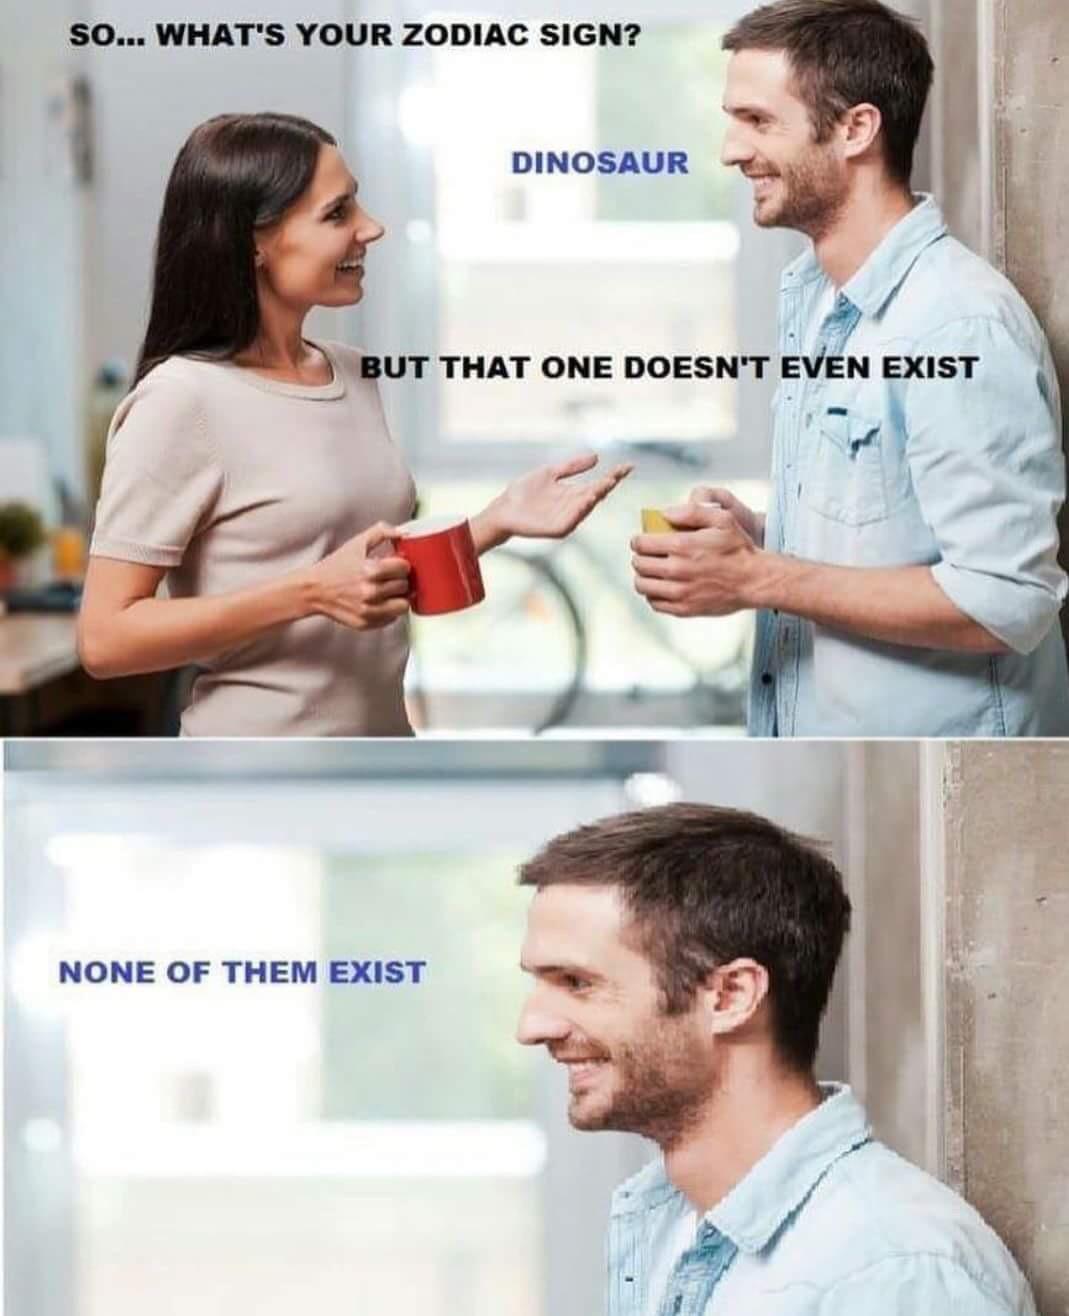 SO... WHAT'S YOUR ZODIAC SIGN?
DINOSAUR
BUT THAT ONE DOESN'T EVEN EXIST
NONE OF THEM EXIST